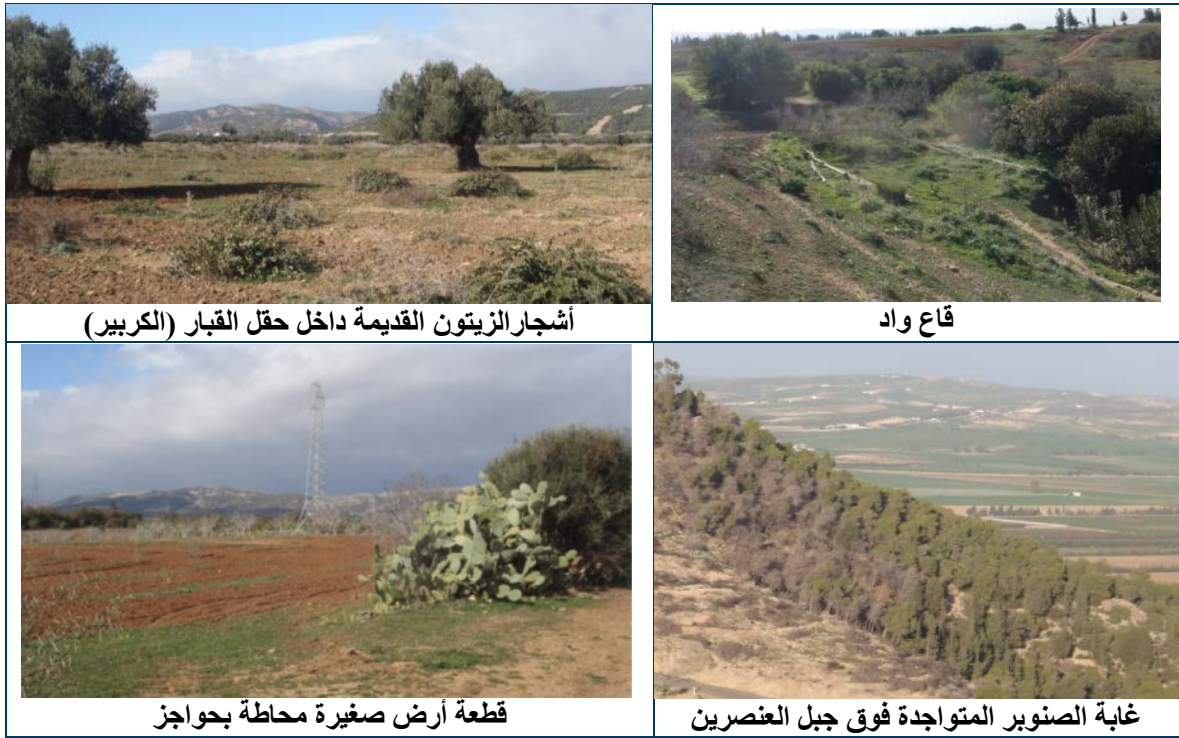 أشجارالزيتون القديمة داخل حقل القبار (الكربير)
قاع واد
قطعة أرض صغيرة محاطة بحواجز
غابة الصنوبر المتواجدة فوق جبل العنصرين